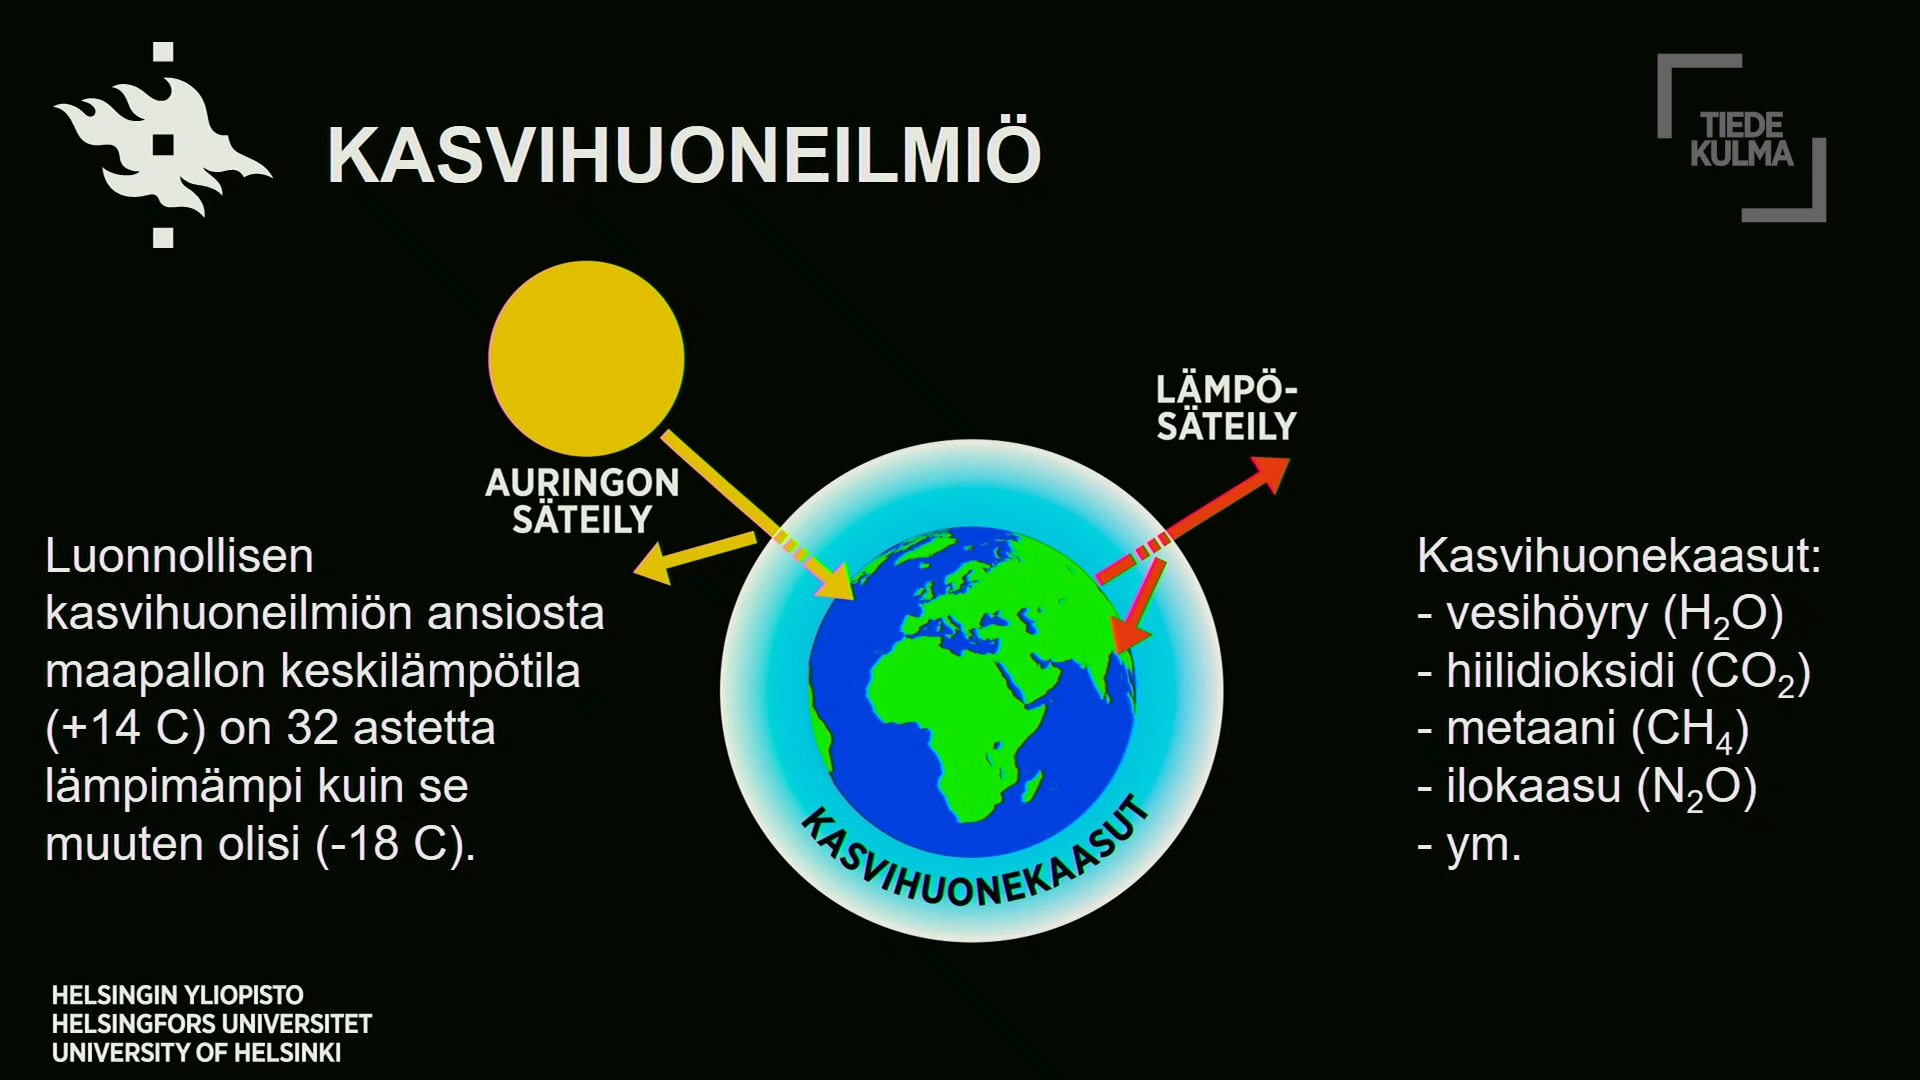 KASVIHUONEILMIÖ
TIEDE
KULMA
AURINGON
SÄTEILY
LÄMPÖ-
SÄTEILY
Luonnollisen
kasvihuoneilmiön ansiosta
maapallon keskilämpötila
(+14 C) on 32 astetta
lämpimämpi kuin se
muuten olisi (-18 C).
KASVIHUONEKAASUT
Kasvihuonekaasut:
- vesihöyry (H₂O)
- hiilidioksidi (CO₂)
- metaani (CH₄)
- ilokaasu (N₂O)
- ym.
HELSINGIN YLIOPISTO
HELSINGFORS UNIVERSITET
UNIVERSITY OF HELSINKI